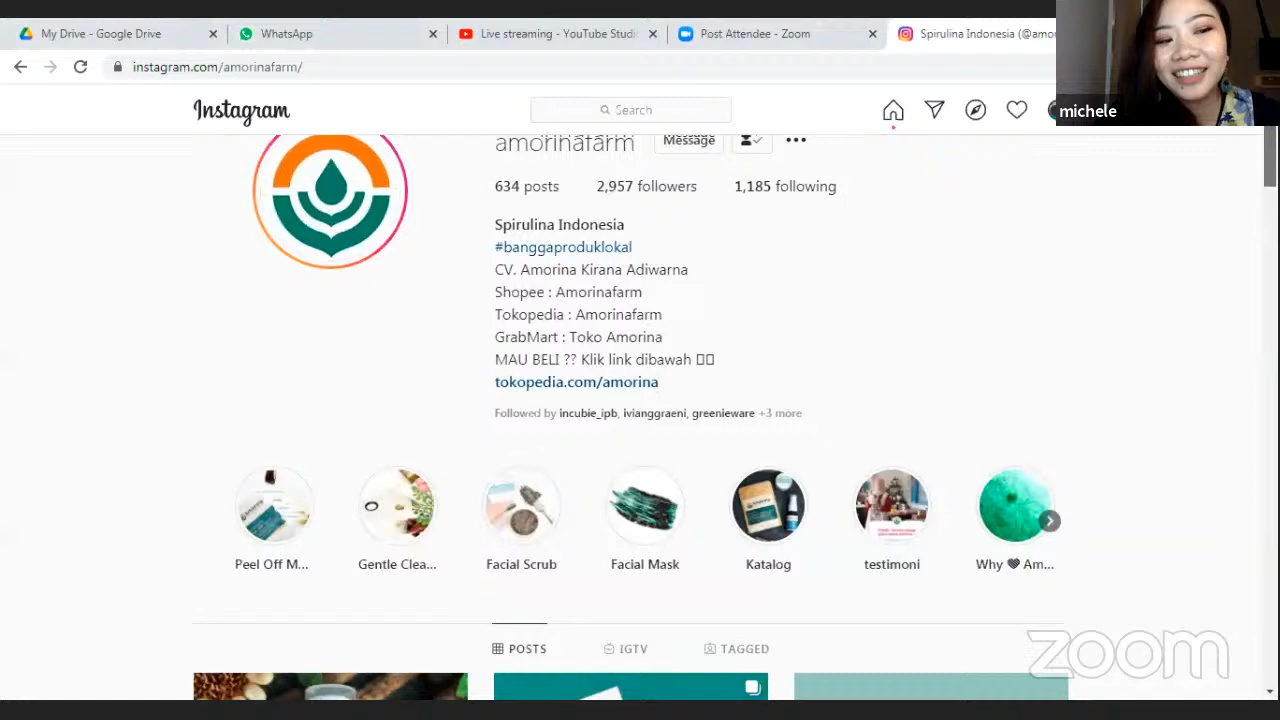 My Drive - Google Drive
WhatsApp
Live streaming - YouTube Studi
Post Attendee - Zoom
Spirulina Indonesia (@amor
instagram.com/amorinafarm/
michele
Instagram
Search
amorinafarm
Message
634 posts 2,957 followers 1,185 following
Spirulina Indonesia
#banggaproduklokal
CV. Amorina Kirana Adiwarna
Shopee : Amorinafarm
Tokopedia : Amorinafarm
GrabMart : Toko Amorina
MAU BELI ?? Klik link dibawah
tokopedia.com/amorina
Followed by incubie_ipb, ivianggraeni, greenieware +3 more
Peel Off M...
Gentle Clea...
Facial Scrub
Facial Mask
Katalog
testimoni
Why 🖤 Am...
POSTS
IGTV
TAGGED
zoom